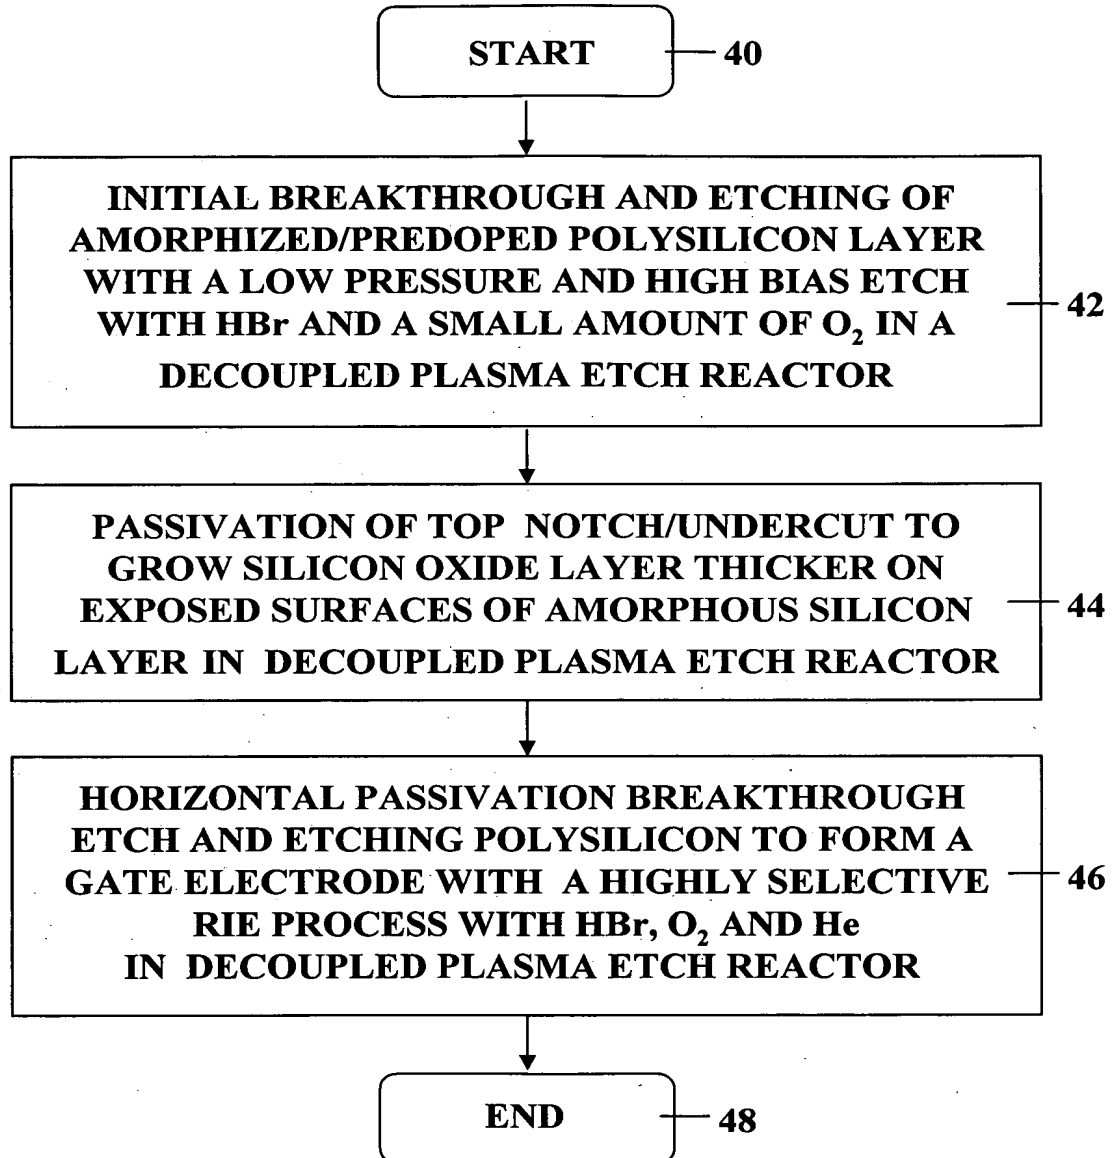 START
40
INITIAL BREAKTHROUGH AND ETCHING OF
AMORPHIZED/PREDOPED POLYSILICON LAYER
WITH A LOW PRESSURE AND HIGH BIAS ETCH
WITH HBr AND A SMALL AMOUNT OF O₂ IN A
DECOUPLED PLASMA ETCH REACTOR
42
PASSIVATION OF TOP NOTCH/UNDERCUT TO
GROW SILICON OXIDE LAYER THICKER ON
EXPOSED SURFACES OF AMORPHOUS SILICON
LAYER IN DECOUPLED PLASMA ETCH REACTOR
44
HORIZONTAL PASSIVATION BREAKTHROUGH
ETCH AND ETCHING POLYSILICON TO FORM A
GATE ELECTRODE WITH A HIGHLY SELECTIVE
RIE PROCESS WITH HBr, O₂ AND He
IN DECOUPLED PLASMA ETCH REACTOR
46
END
48